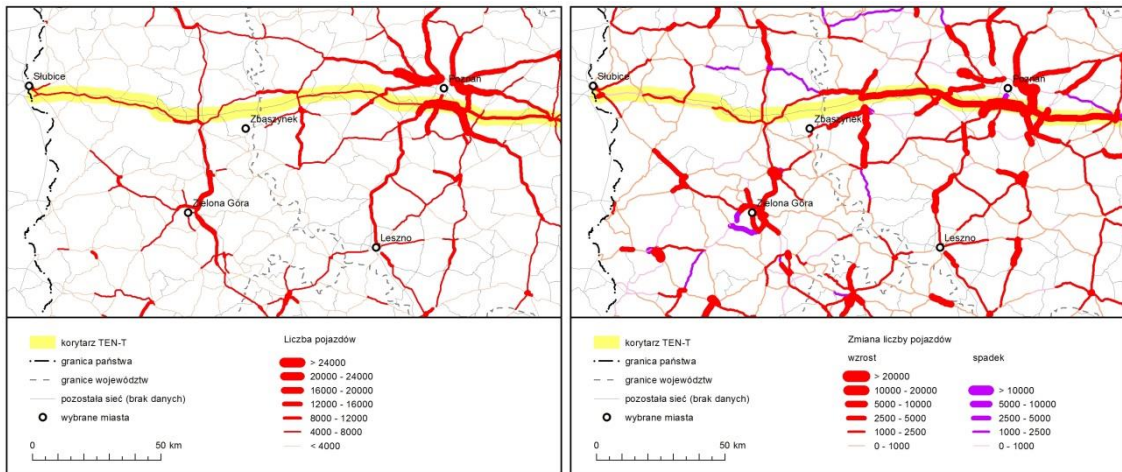 Słubice
Poznań
Zbąszynek
Zielona Góra
Leszno
korytarz TEN-T
granica państwa
granice województw
pozostała sieć (brak danych)
wybrane miasta
0 50 km
Liczba pojazdów
> 24000
20000 - 24000
16000 - 20000
12000 - 16000
8000 - 12000
4000 - 8000
< 4000
Słubice
Poznań
Zbąszynek
Zielona Góra
Leszno
korytarz TEN-T
granica państwa
granice województw
pozostała sieć (brak danych)
wybrane miasta
0 50 km
Zmiana liczby pojazdów
wzrost spadek
> 20000
10000 - 20000 > 10000
5000 - 10000 5000 - 10000
2500 - 5000 2500 - 5000
1000 - 2500 1000 - 2500
0 - 1000 0 - 1000